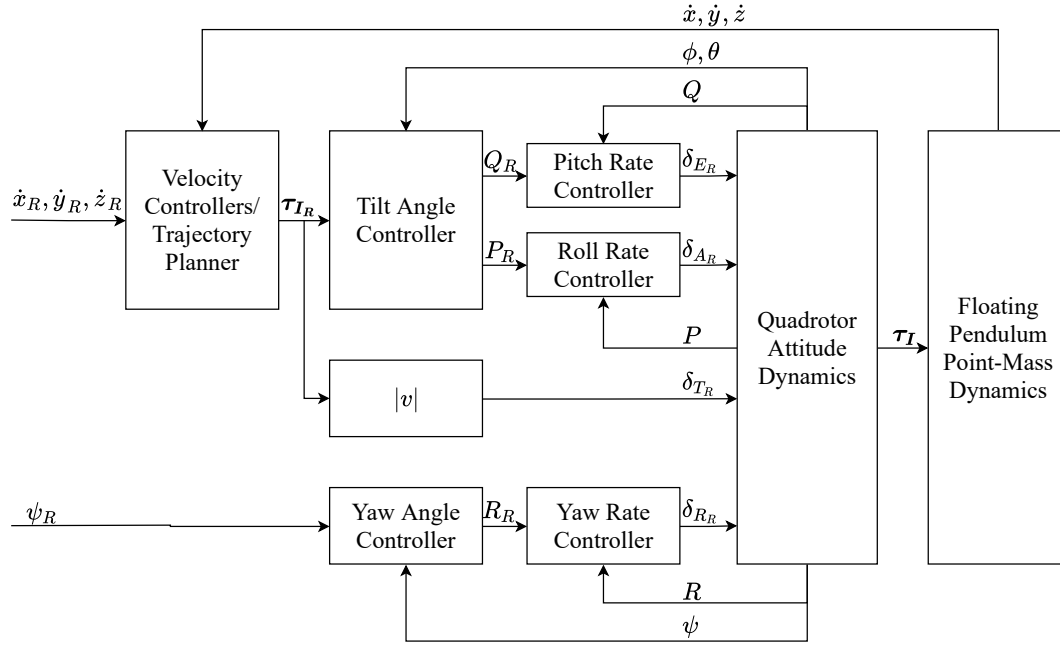 ẋ, ẏ, ż
ϕ, θ
Q
Velocity
Controllers/
Trajectory
Planner
Tilt Angle
Controller
Pitch Rate
Controller
Roll Rate
Controller
Quadrotor
Attitude
Dynamics
Floating
Pendulum
Point-Mass
Dynamics
ẋ_R, ẏ_R, ż_R
τ_{I_R}
Q_R
δ_{E_R}
P_R
δ_{A_R}
P
τ_I
|v|
δ_{T_R}
ψ_R
Yaw Angle
Controller
R_R
Yaw Rate
Controller
δ_{R_R}
R
ψ